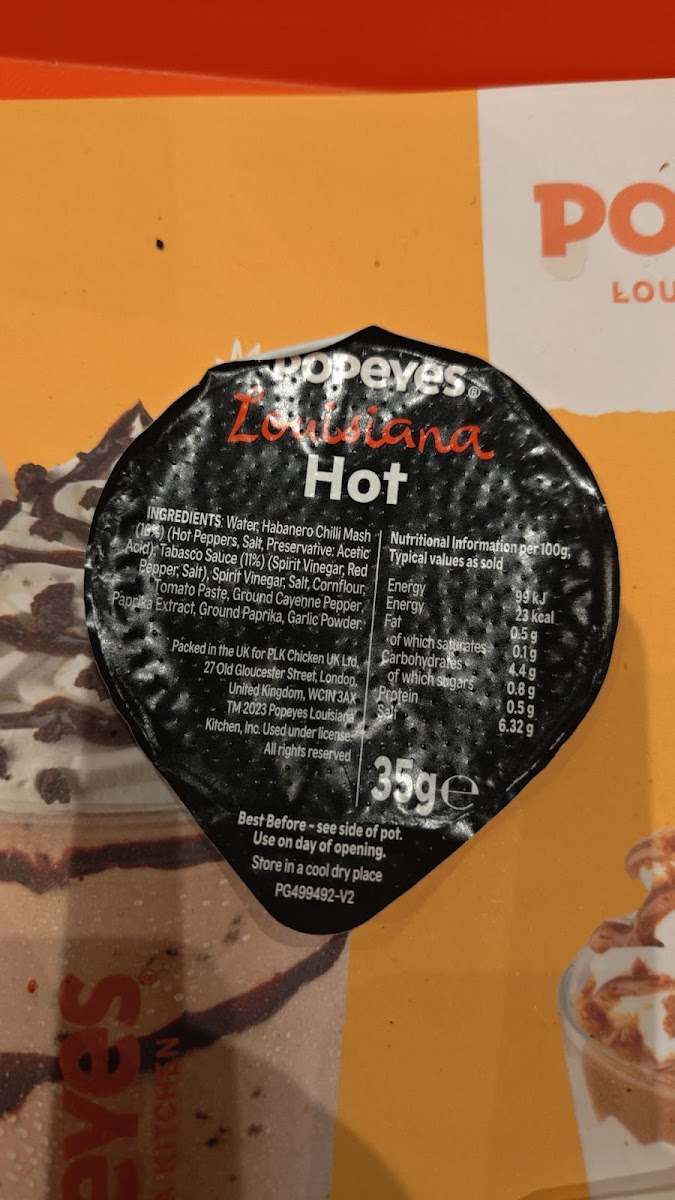 PO
ŁOU
POPEYES®
Louisiana
Hot
INGREDIENTS: Water, Habanero Chilli Mash
(16%) (Hot Peppers, Salt, Preservative: Acetic
Acid), Tabasco Sauce (11%) (Spirit Vinegar, Red
Pepper, Salt), Spirit Vinegar, Salt, Cornflour,
Tomato Paste, Ground Cayenne Pepper,
Paprika Extract, Ground Paprika, Garlic Powder.
Packed in the UK for PLK Chicken UK Ltd,
27 Old Gloucester Street, London,
United Kingdom, WC1N 3AX
TM 2023 Popeyes Louisiana
Kitchen, Inc. Used under license.
All rights reserved
Nutritional Information per 100g,
Typical values as sold
Energy 99 kJ
Energy 23 kcal
Fat 0.5 g
of which saturates 0.1 g
Carbohydrates 4.4 g
of which sugars 0.8 g
Protein 0.5 g
Salt 6.32 g
35g e
Best Before - see side of pot.
Use on day of opening.
Store in a cool dry place
PG499492-V2
eyes®
A KITCHEN